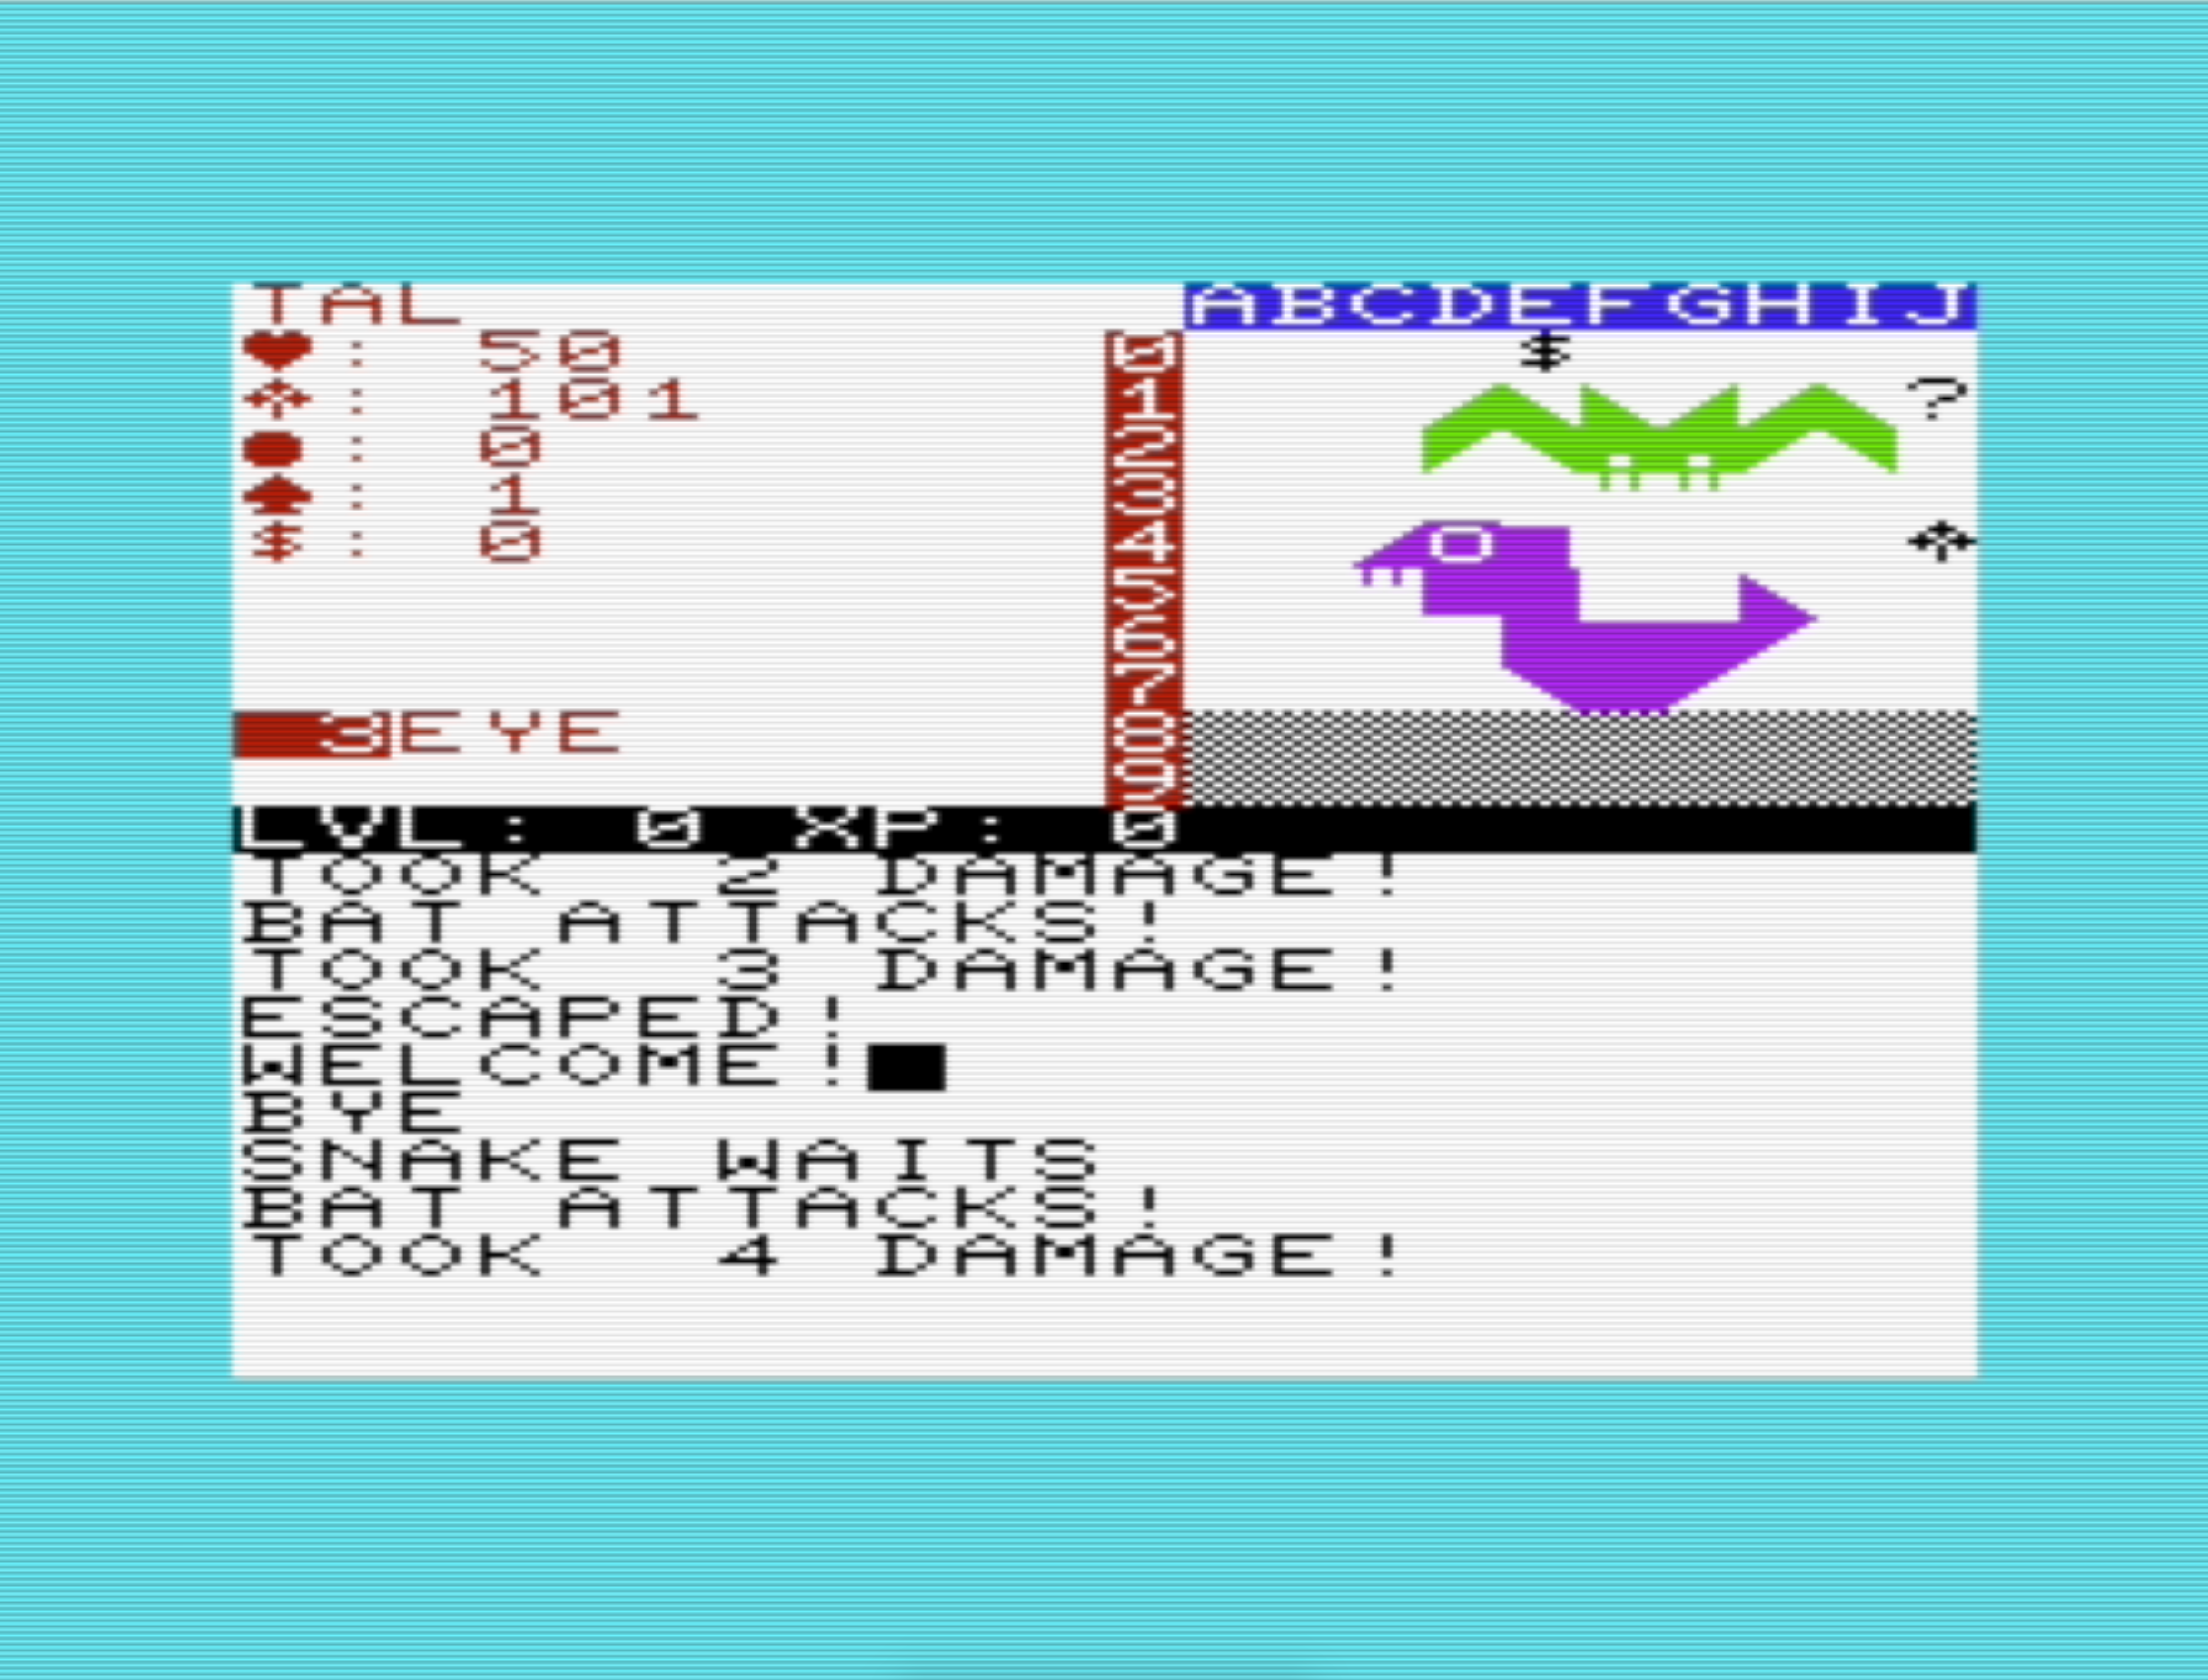 TAL
♥: 50
♣: 101
●: 0
♠: 1
$: 0
3EYE
ABCDEFGHIJ
0
1
2
3
4
5
6
7
8
9
$
?
♣
LVL: 0 XP: 0
TOOK 2 DAMAGE!
BAT ATTACKS!
TOOK 3 DAMAGE!
ESCAPED!
WELCOME!
BYE
SNAKE WAITS
BAT ATTACKS!
TOOK 4 DAMAGE!